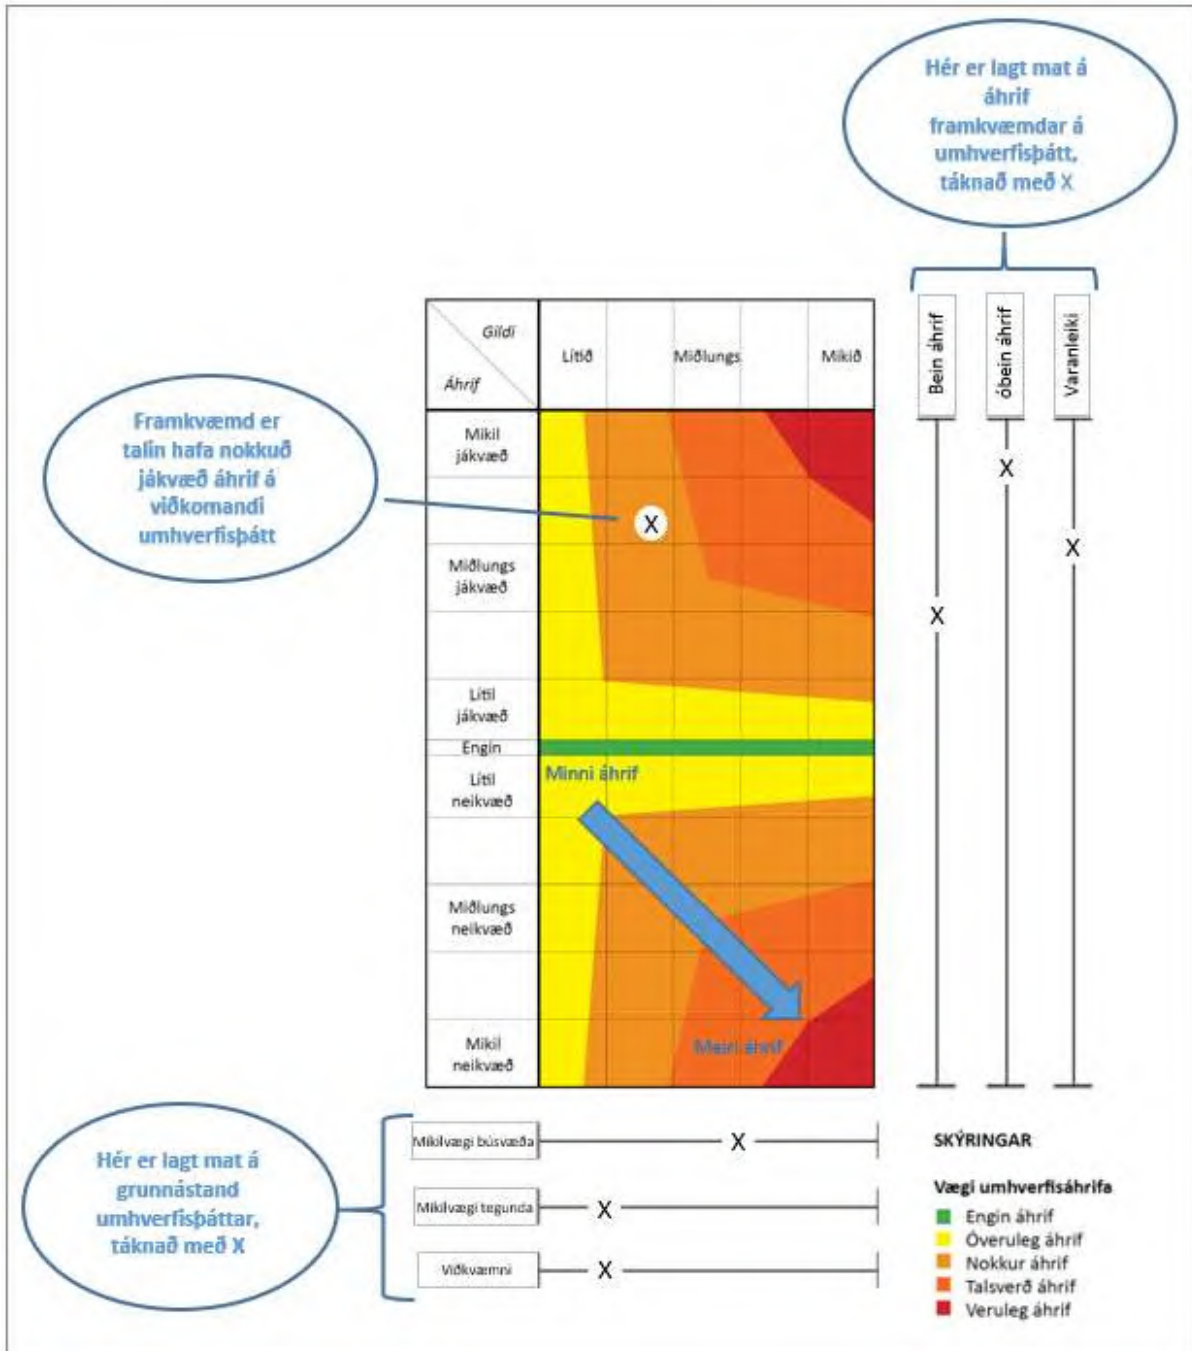 Hér er lagt mat á
áhrif
framkvæmdar á
umhverfisþátt,
táknað með X
Bein áhrif
óbein áhrif
Varanleiki
Gildi
Áhrif
Lítið
Miðlungs
Mikið
Framkvæmd er
talin hafa nokkuð
jákvæð áhrif á
viðkomandi
umhverfisþátt
Mikil
jákvæð
Miðlungs
jákvæð
Lítil
jákvæð
Engin
Lítil
neikvæð
Miðlungs
neikvæð
Mikil
neikvæð
X
X
X
X
Minni áhrif
Meiri áhrif
Hér er lagt mat á
grunnástand
umhverfisþáttar,
táknað með X
Mikilvægi búsvæða
X
Mikilvægi tegunda
X
Viðkvæmni
X
SKÝRINGAR
Vægi umhverfisáhrifa
Engin áhrif
Óveruleg áhrif
Nokkur áhrif
Talsverð áhrif
Veruleg áhrif